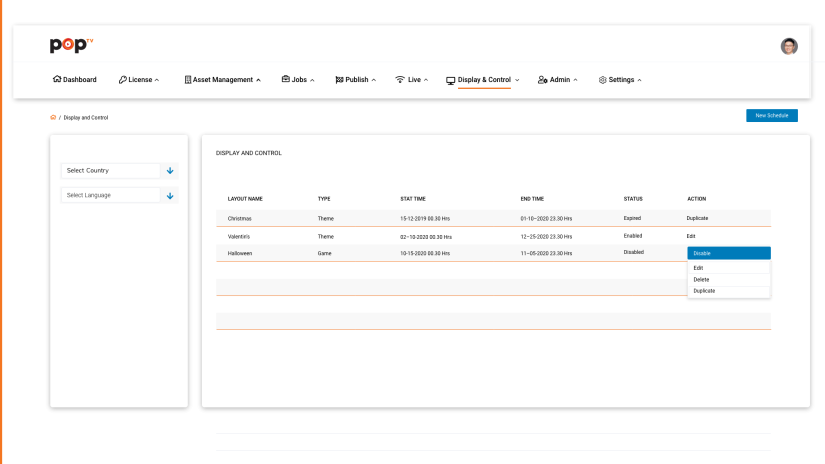 pop TV
Dashboard License Asset Management Jobs Publish Live Display & Control Admin Settings
/ Display and Control
New Schedule
Select Country
Select Language
DISPLAY AND CONTROL
LAYOUT NAME TYPE STAT TIME END TIME STATUS ACTION
Christmas Theme 15-12-2019 00.30 Hrs 01-10-2020 23.30 Hrs Expired Duplicate
Valentin's Theme 02-10-2020 00.30 Hrs 12-25-2020 23.30 Hrs Enabled Edit
Halloween Game 10-15-2020 00.30 Hrs 11-05-2020 23.30 Hrs Disabled Disable
Edit
Delete
Duplicate